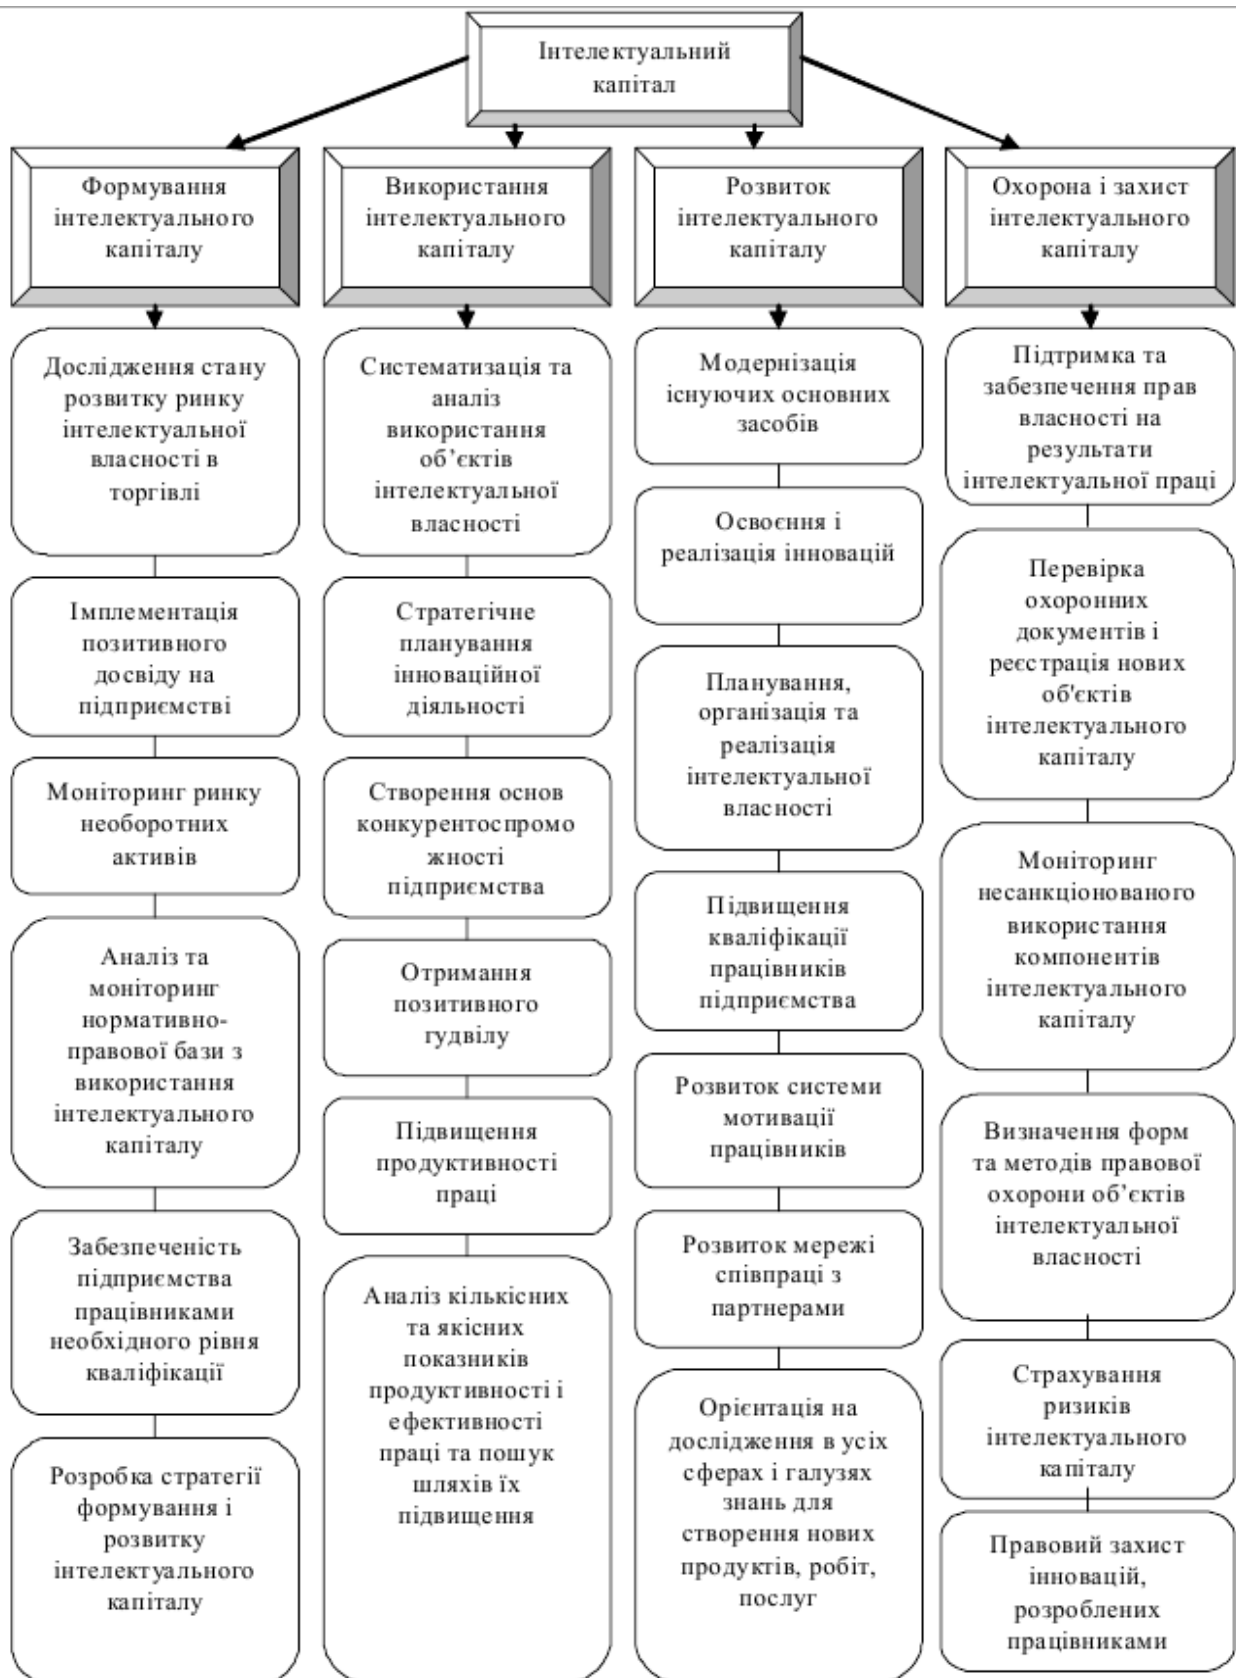 Інтелектуальний
капітал
Формування
інтелектуального
капіталу
Використання
інтелектуального
капіталу
Розвиток
інтелектуального
капіталу
Охорона і захист
інтелектуального
капіталу
Дослідження стану
розвитку ринку
інтелектуальної
власності в
торгівлі
Імплементація
позитивного
досвіду на
підприємстві
Моніторинг ринку
необоротних
активів
Аналіз та
моніторинг
нормативно-
правової бази з
використання
інтелектуального
капіталу
Забезпеченість
підприємства
працівниками
необхідного рівня
кваліфікації
Розробка стратегії
формування і
розвитку
інтелектуального
капіталу
Систематизація та
аналіз
використання
об’єктів
інтелектуальної
власності
Стратегічне
планування
інноваційної
діяльності
Створення основ
конкурентоспромо
жності
підприємства
Отримання
позитивного
гудвілу
Підвищення
продуктивності
праці
Аналіз кількісних
та якісних
показників
продуктивності і
ефективності
праці та пошук
шляхів їх
підвищення
Модернізація
існуючих основних
засобів
Освоєння і
реалізація інновацій
Планування,
організація та
реалізація
інтелектуальної
власності
Підвищення
кваліфікації
працівників
підприємства
Розвиток системи
мотивації
працівників
Розвиток мережі
співпраці з
партнерами
Орієнтація на
дослідження в усіх
сферах і галузях
знань для
створення нових
продуктів, робіт,
послуг
Підтримка та
забезпечення прав
власності на
результати
інтелектуальної праці
Перевірка
охоронних
документів і
реєстрація нових
об'єктів
інтелектуального
капіталу
Моніторинг
несанкціонованого
використання
компонентів
інтелектуального
капіталу
Визначення форм
та методів правової
охорони об’єктів
інтелектуальної
власності
Страхування
ризиків
інтелектуального
капіталу
Правовий захист
інновацій,
розроблених
працівниками